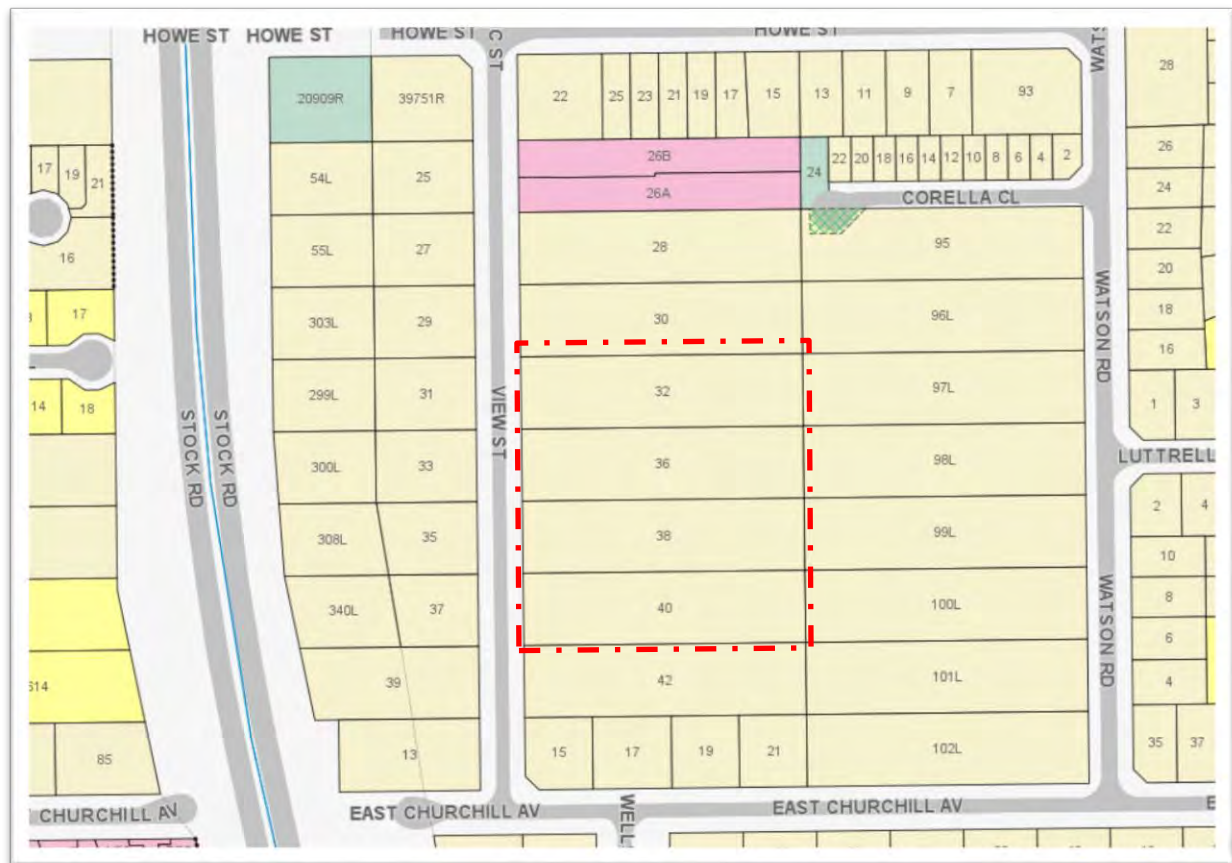 HOWE ST
HOWE ST
HOWE ST
C ST
HOWE ST
WATS
20909R
39751R
22
25
23
21
19
17
15
13
11
9
7
93
28
17
19
21
26B
26A
24
22
20
18
16
14
12
10
8
6
4
2
26
24
22
20
18
16
54L
25
CORELLA CL
16
55L
27
28
95
17
303L
29
30
96L
WATSON RD
14
18
299L
31
VIEW ST
32
97L
1
3
STOCK RD
STOCK RD
300L
33
36
98L
LUTTRELL
308L
35
38
99L
2
4
10
340L
37
40
100L
WATSON RD
8
6
4
614
39
42
101L
85
13
15
17
19
21
102L
35
37
CHURCHILL AV
EAST CHURCHILL AV
WELL
EAST CHURCHILL AV
E